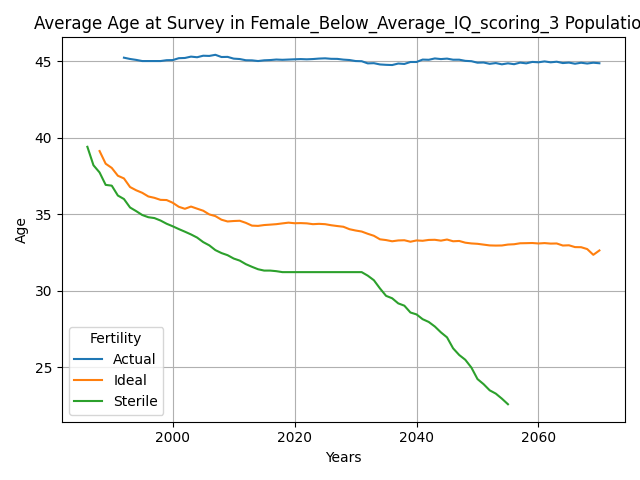 Average Age at Survey in Female_Below_Average_IQ_scoring_3 Populatio
45
40
35
30
25
Age
Fertility
Actual
Ideal
Sterile
2000 2020 2040 2060
Years